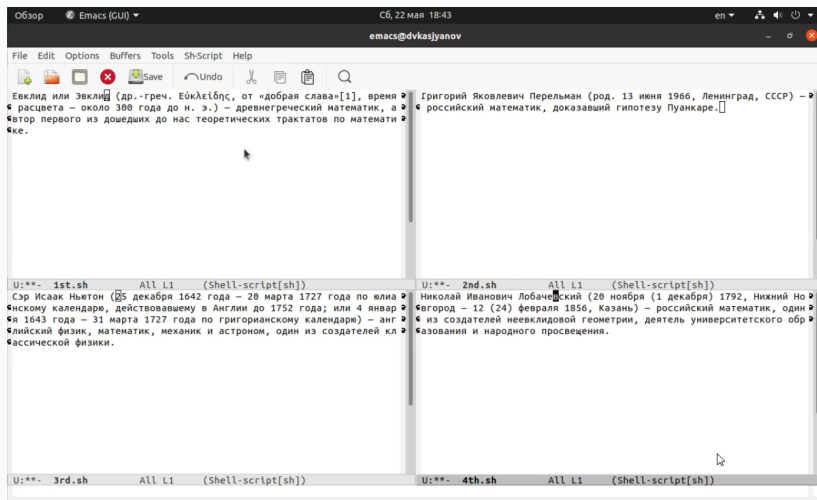 Обзор Emacs (GUI) Сб, 22 мая 18:43 en
emacs@dvkasjyanov
File Edit Options Buffers Tools Sh-Script Help
Save Undo
Евклид или Эвклид (др.-греч. Εὐκλείδης, от «добрая слава»[1], время
расцвета — около 300 года до н. э.) — древнегреческий математик, а
втор первого из дошедших до нас теоретических трактатов по математи
ке.
U:**- 1st.sh All L1 (Shell-script[sh])
Григорий Яковлевич Перельман (род. 13 июня 1966, Ленинград, СССР) —
российский математик, доказавший гипотезу Пуанкаре.
U:**- 2nd.sh All L1 (Shell-script[sh])
Сэр Исаак Ньютон (25 декабря 1642 года — 20 марта 1727 года по юлиа
нскому календарю, действовавшему в Англии до 1752 года; или 4 январ
я 1643 года — 31 марта 1727 года по григорианскому календарю) — анг
лийский физик, математик, механик и астроном, один из создателей кл
ассической физики.
U:**- 3rd.sh All L1 (Shell-script[sh])
Николай Иванович Лобачевский (20 ноября (1 декабря) 1792, Нижний Но
вгород — 12 (24) февраля 1856, Казань) — российский математик, один
из создателей неевклидовой геометрии, деятель университетского обр
азования и народного просвещения.
U:**- 4th.sh All L1 (Shell-script[sh])